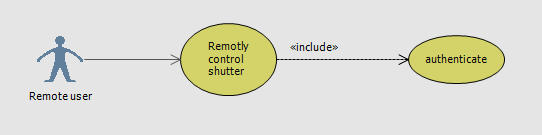 Remotly
control
shutter
«include»
authenticate
Remote user